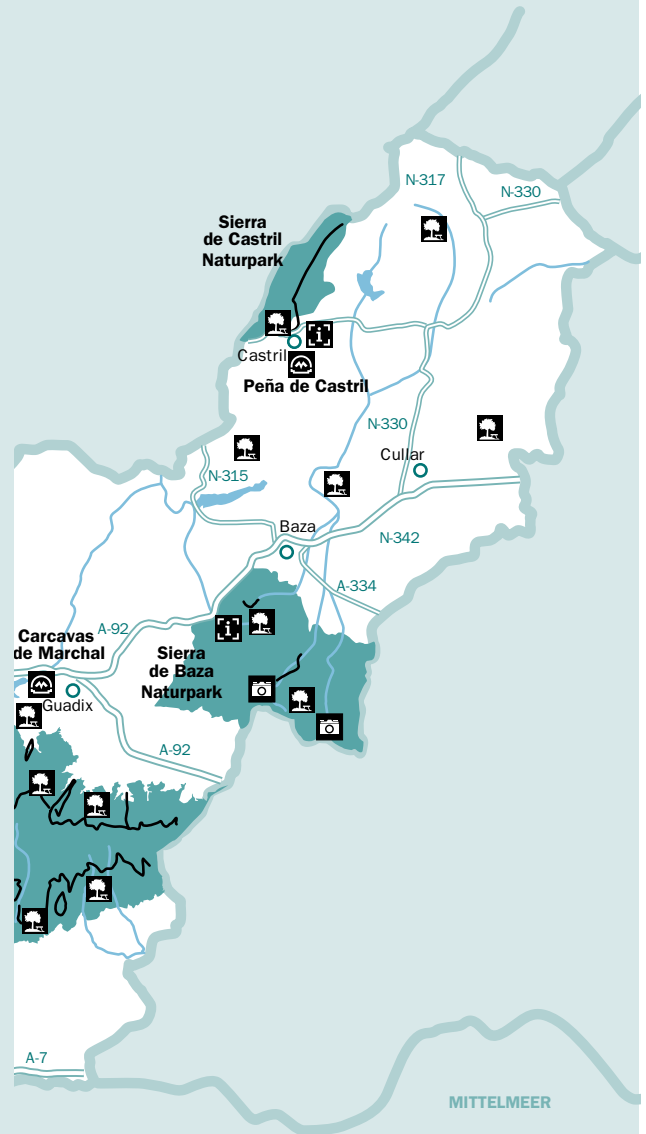 N-317
N-330
Sierra
de Castril
Naturpark
i
Castril
Peña de Castril
N-330
Cullar
N-315
Baza
N-342
A-334
A-92
i
Carcavas
de Marchal
Sierra
de Baza
Naturpark
Guadix
A-92
A-7
MITTELMEER